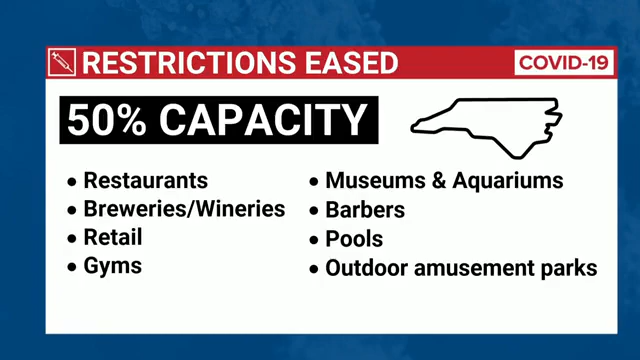 RESTRICTIONS EASED
COVID-19
50% CAPACITY
• Restaurants
• Breweries/Wineries
• Retail
• Gyms
• Museums & Aquariums
• Barbers
• Pools
• Outdoor amusement parks